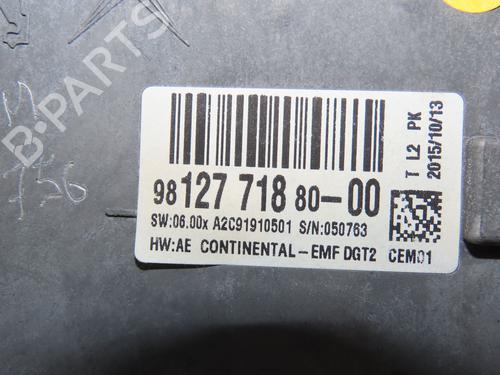 B-PARTS
M
756
98 127 718 80-00
SW:06.00x A2C91910501 S/N:050763
HW:AE CONTINENTAL-EMF DGT2 CEM01
T L2 PK
2015/10/13